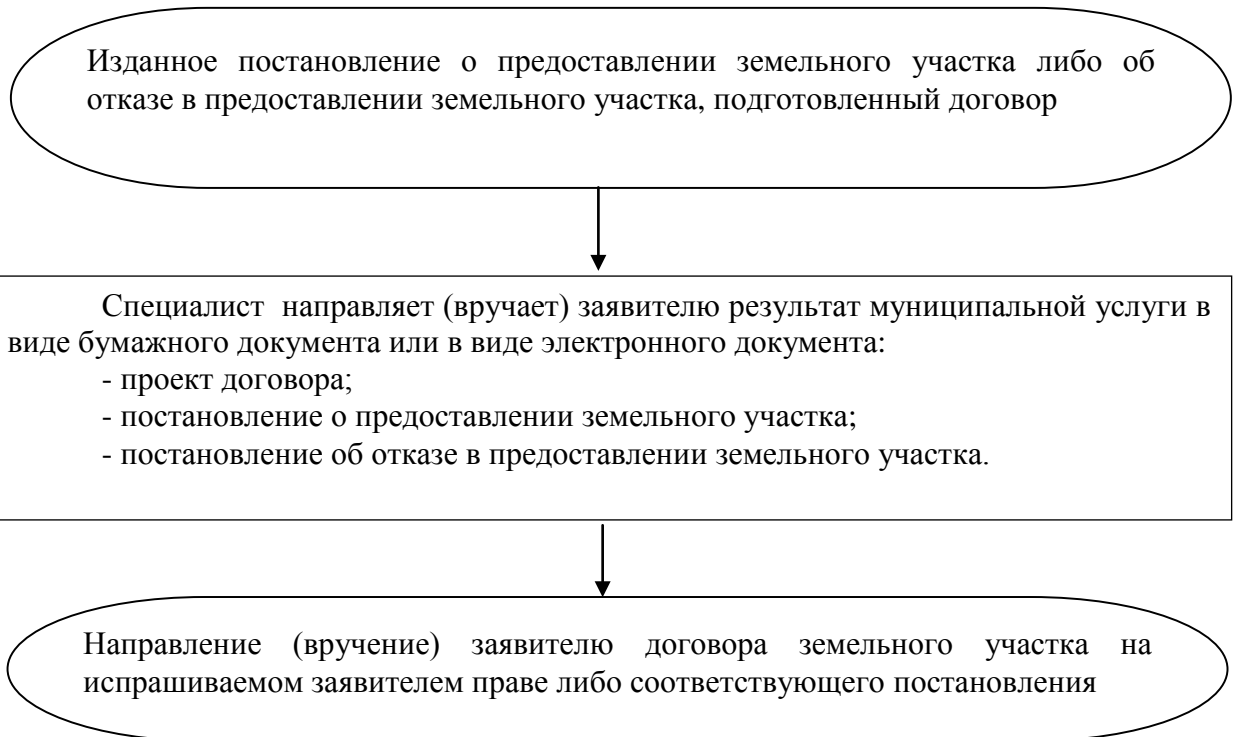 Изданное постановление о предоставлении земельного участка либо об
отказе в предоставлении земельного участка, подготовленный договор
Специалист направляет (вручает) заявителю результат муниципальной услуги в
виде бумажного документа или в виде электронного документа:
- проект договора;
- постановление о предоставлении земельного участка;
- постановление об отказе в предоставлении земельного участка.
Направление (вручение) заявителю договора земельного участка на
испрашиваемом заявителем праве либо соответствующего постановления